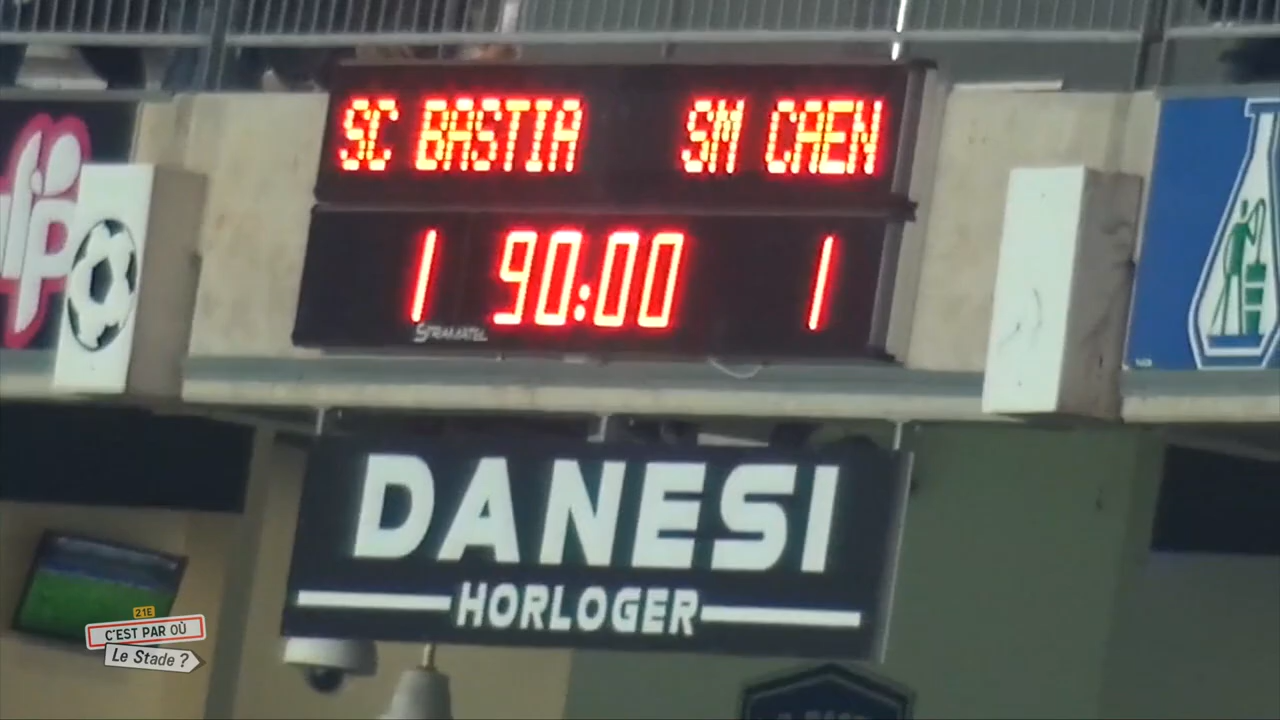 SC BASTIA SM CAEN
1 90:00 1
STRAMATEL
DANESI
HORLOGER
21E
C'EST PAR OÙ
Le Stade ?